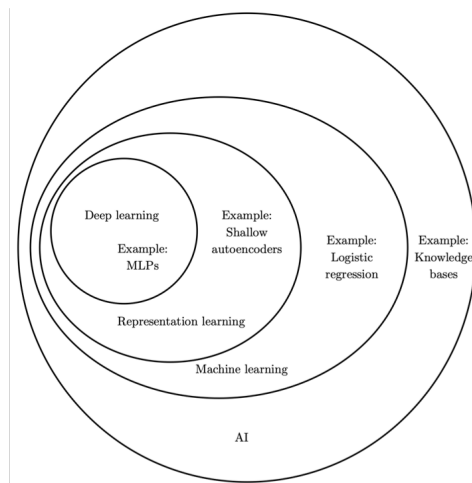 Deep learning
Example:
MLPs
Example:
Shallow
autoencoders
Example:
Logistic
regression
Example:
Knowledge
bases
Representation learning
Machine learning
AI